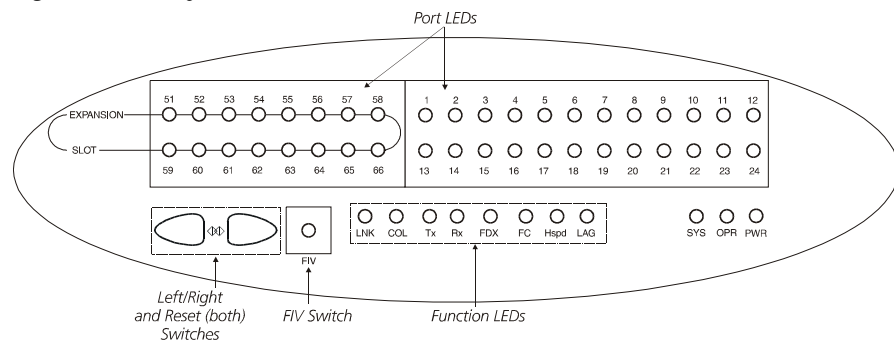 Port LEDs
51 52 53 54 55 56 57 58
1 2 3 4 5 6 7 8 9 10 11 12
EXPANSION
SLOT
59 60 61 62 63 64 65 66
13 14 15 16 17 18 19 20 21 22 23 24
LNK COL Tx Rx FDX FC Hspd LAG
SYS OPR PWR
FIV
Left/Right
and Reset (both)
Switches
FIV Switch
Function LEDs